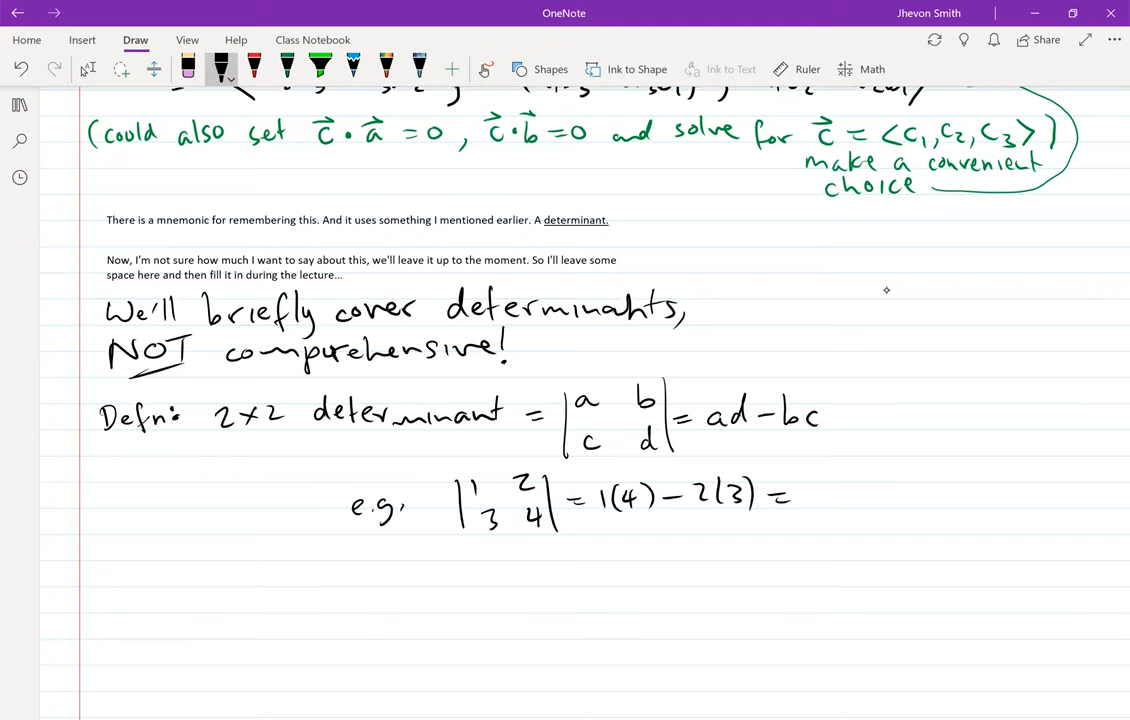 OneNote
Jhevon Smith
Home Insert Draw View Help Class Notebook
Share
Shapes Ink to Shape Ink to Text Ruler Math
(could also set c⃗ • a⃗ = 0 , c⃗ • b⃗ = 0 and solve for c⃗ = <c₁, c₂, c₃> )
make a convenient
choice
There is a mnemonic for remembering this. And it uses something I mentioned earlier. A determinant.
Now, I'm not sure how much I want to say about this, we'll leave it up to the moment. So I'll leave some
space here and then fill it in during the lecture...
We'll briefly cover determinants,
NOT comprehensive!
Defn: 2×2 determinant = |a b| = ad - bc
|c d|
e.g. |1 2| = 1(4) - 2(3) =
|3 4|